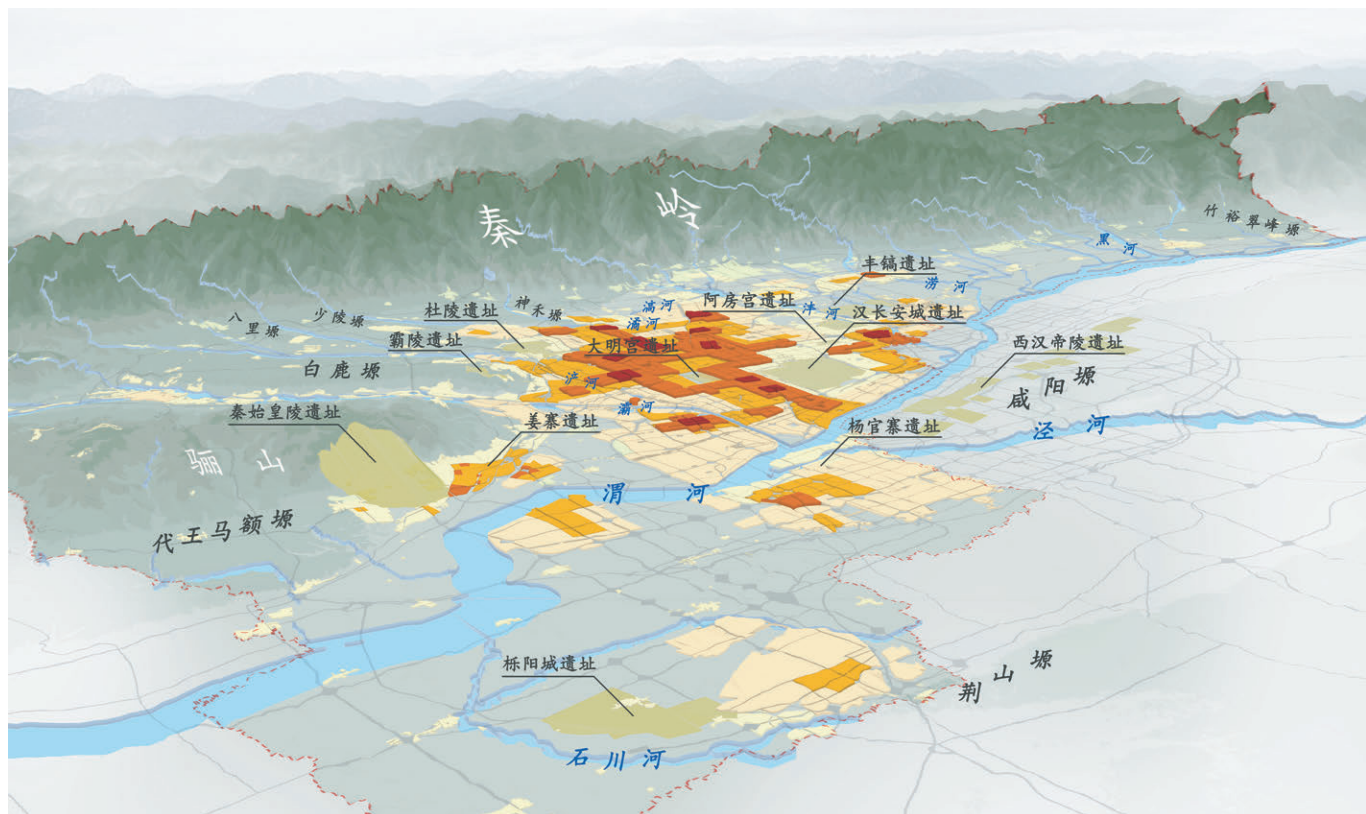 秦岭
竹裕翠峰塬
黑河
丰镐遗址
涝河
杜陵遗址
神禾塬
滈河
阿房宫遗址
沣河
汉长安城遗址
八里塬
少陵塬
潏河
霸陵遗址
大明宫遗址
西汉帝陵遗址
白鹿塬
浐河
咸阳塬
灞河
秦始皇陵遗址
姜寨遗址
杨官寨遗址
泾河
骊山
渭河
代王马额塬
栎阳城遗址
荆山塬
石川河